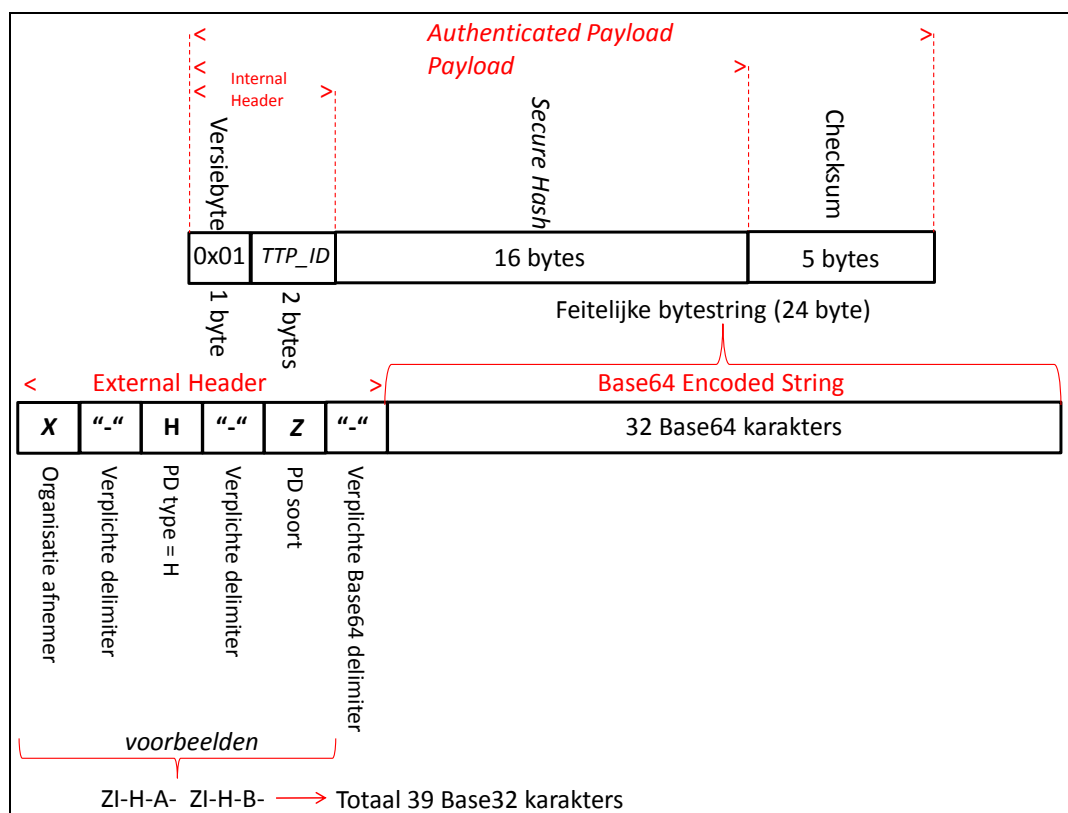 Authenticated Payload
Payload
Internal
Header
Versiebyte
Secure Hash
Checksum
0x01
TTP_ID
16 bytes
5 bytes
1 byte
2 bytes
Feitelijke bytestring (24 byte)
External Header
Base64 Encoded String
X
“-“
H
“-“
Z
“-“
32 Base64 karakters
Organisatie afnemer
Verplichte delimiter
PD type = H
Verplichte delimiter
PD soort
Verplichte Base64 delimiter
voorbeelden
ZI-H-A- ZI-H-B- Totaal 39 Base32 karakters